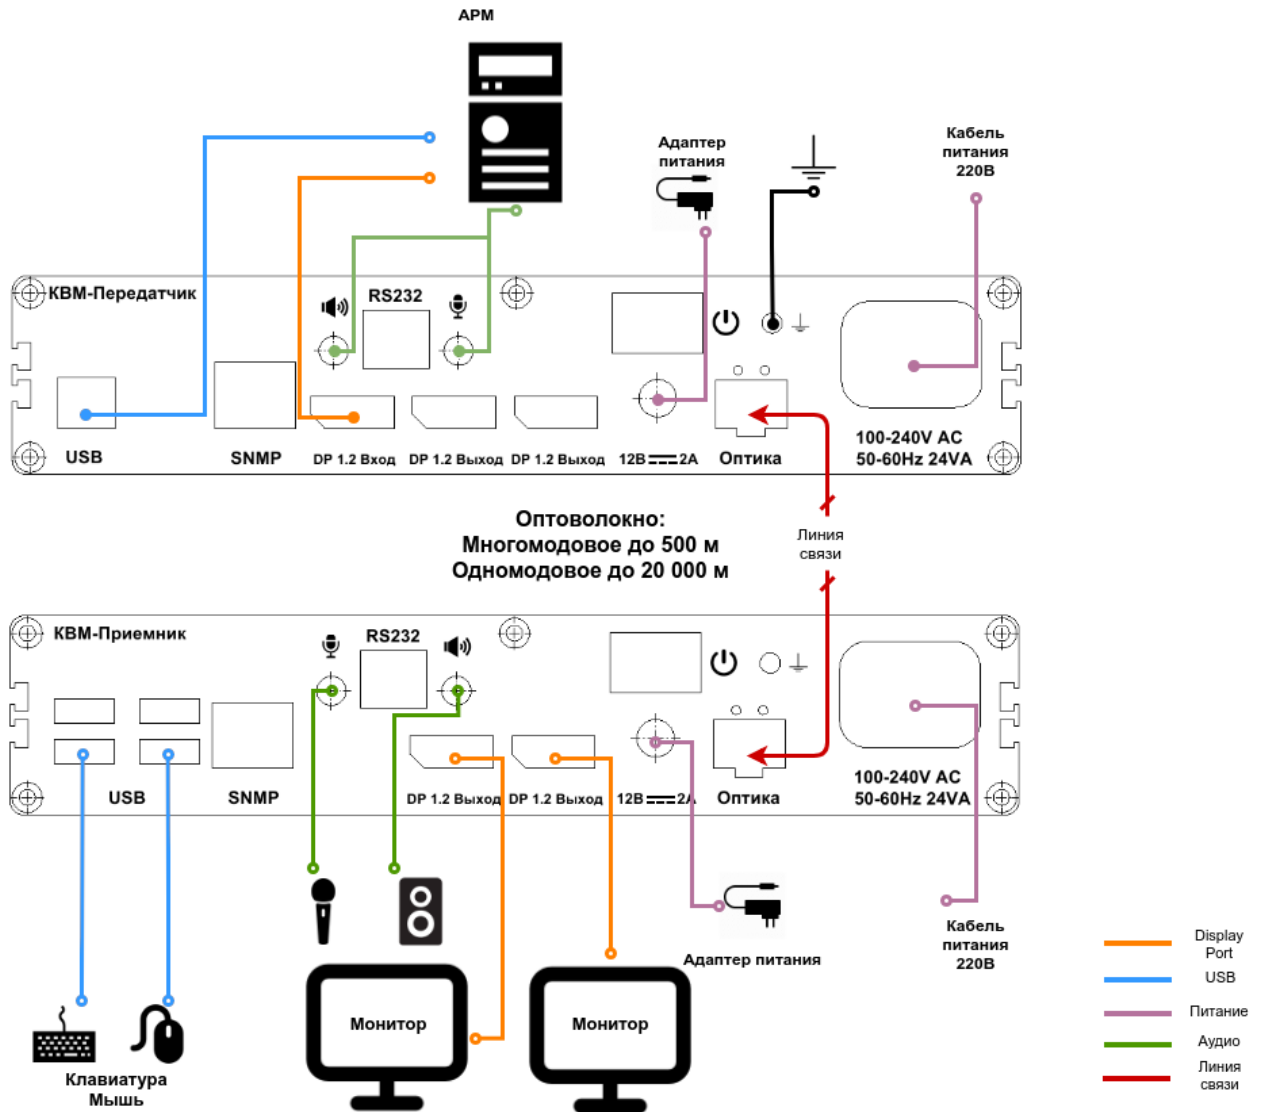 АРМ
Адаптер
питания
Кабель
питания
220В
КВМ-Передатчик
RS232
USB
SNMP
DP 1.2 Вход
DP 1.2 Выход
DP 1.2 Выход
12В 2А
Оптика
100-240V AC
50-60Hz 24VA
Оптоволокно:
Многомодовое до 500 м
Одномодовое до 20 000 м
Линия
связи
КВМ-Приемник
RS232
USB
SNMP
DP 1.2 Выход
DP 1.2 Выход
12В 2А
Оптика
100-240V AC
50-60Hz 24VA
Адаптер питания
Кабель
питания
220В
Монитор
Монитор
Клавиатура
Мышь
Display
Port
USB
Питание
Аудио
Линия
связи